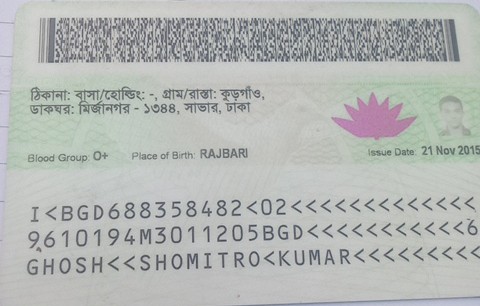 ঠিকানা: বাসা/হোল্ডিং: -, গ্রাম/রাস্তা: কুড়গাঁও,
ডাকঘর: মির্জানগর - ১৩৪৪, সাভার, ঢাকা
Blood Group: O+ Place of Birth: RAJBARI Issue Date: 21 Nov 2015
I<BGD688358482<02<<<<<<<<<<<<<
9610194M3011205BGD<<<<<<<<<<<6
GHOSH<<SHOMITRO<KUMAR<<<<<<<<<